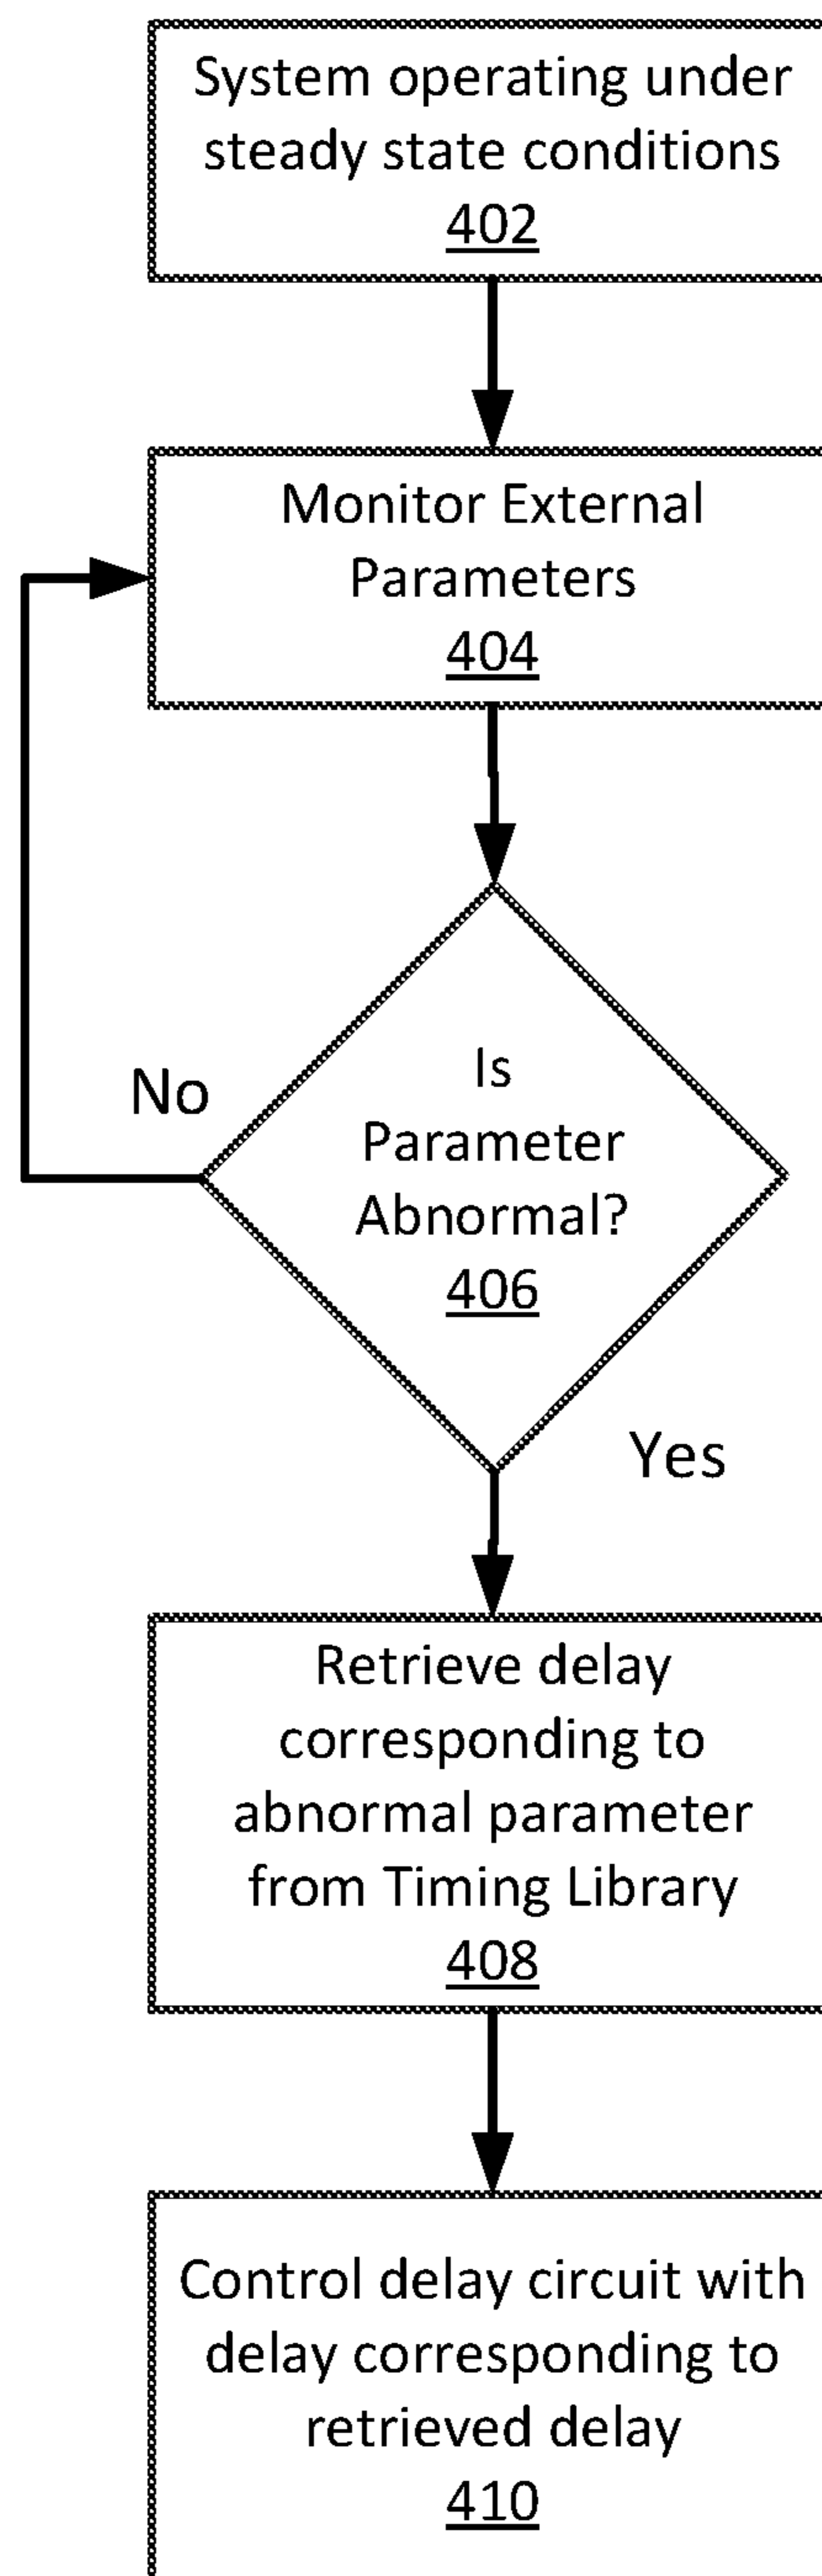 System operating under
steady state conditions
402
Monitor External
Parameters
404
No
Is
Parameter
Abnormal?
406
Yes
Retrieve delay
corresponding to
abnormal parameter
from Timing Library
408
Control delay circuit with
delay corresponding to
retrieved delay
410